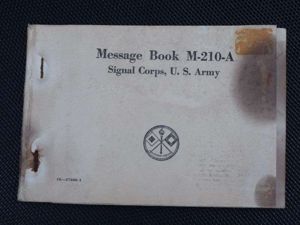 Message Book M-210-A
Signal Corps, U. S. Army